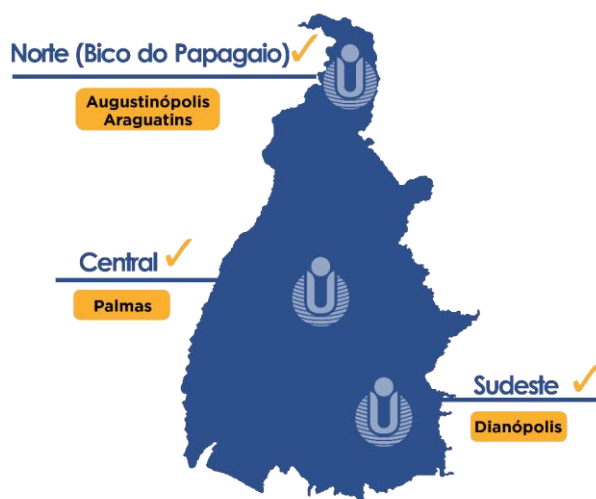 Norte (Bico do Papagaio)
Augustinópolis
Araguatins
Central
Palmas
Sudeste
Dianópolis